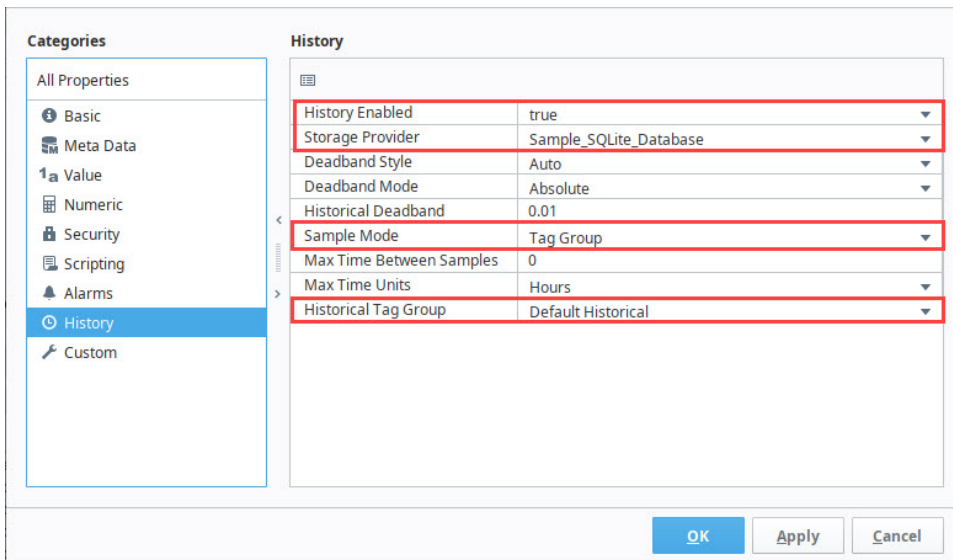 Categories
All Properties
Basic
Meta Data
1a Value
Numeric
Security
Scripting
Alarms
History
Custom
History
History Enabled true
Storage Provider Sample_SQLite_Database
Deadband Style Auto
Deadband Mode Absolute
Historical Deadband 0.01
Sample Mode Tag Group
Max Time Between Samples 0
Max Time Units Hours
Historical Tag Group Default Historical
OK Apply Cancel